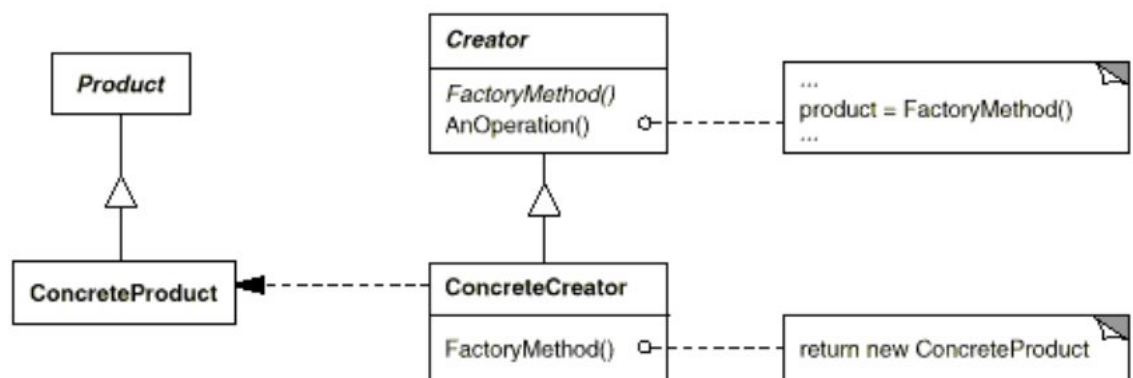 Creator
Product
FactoryMethod()
AnOperation()
...
product = FactoryMethod()
...
ConcreteProduct
ConcreteCreator
FactoryMethod()
return new ConcreteProduct